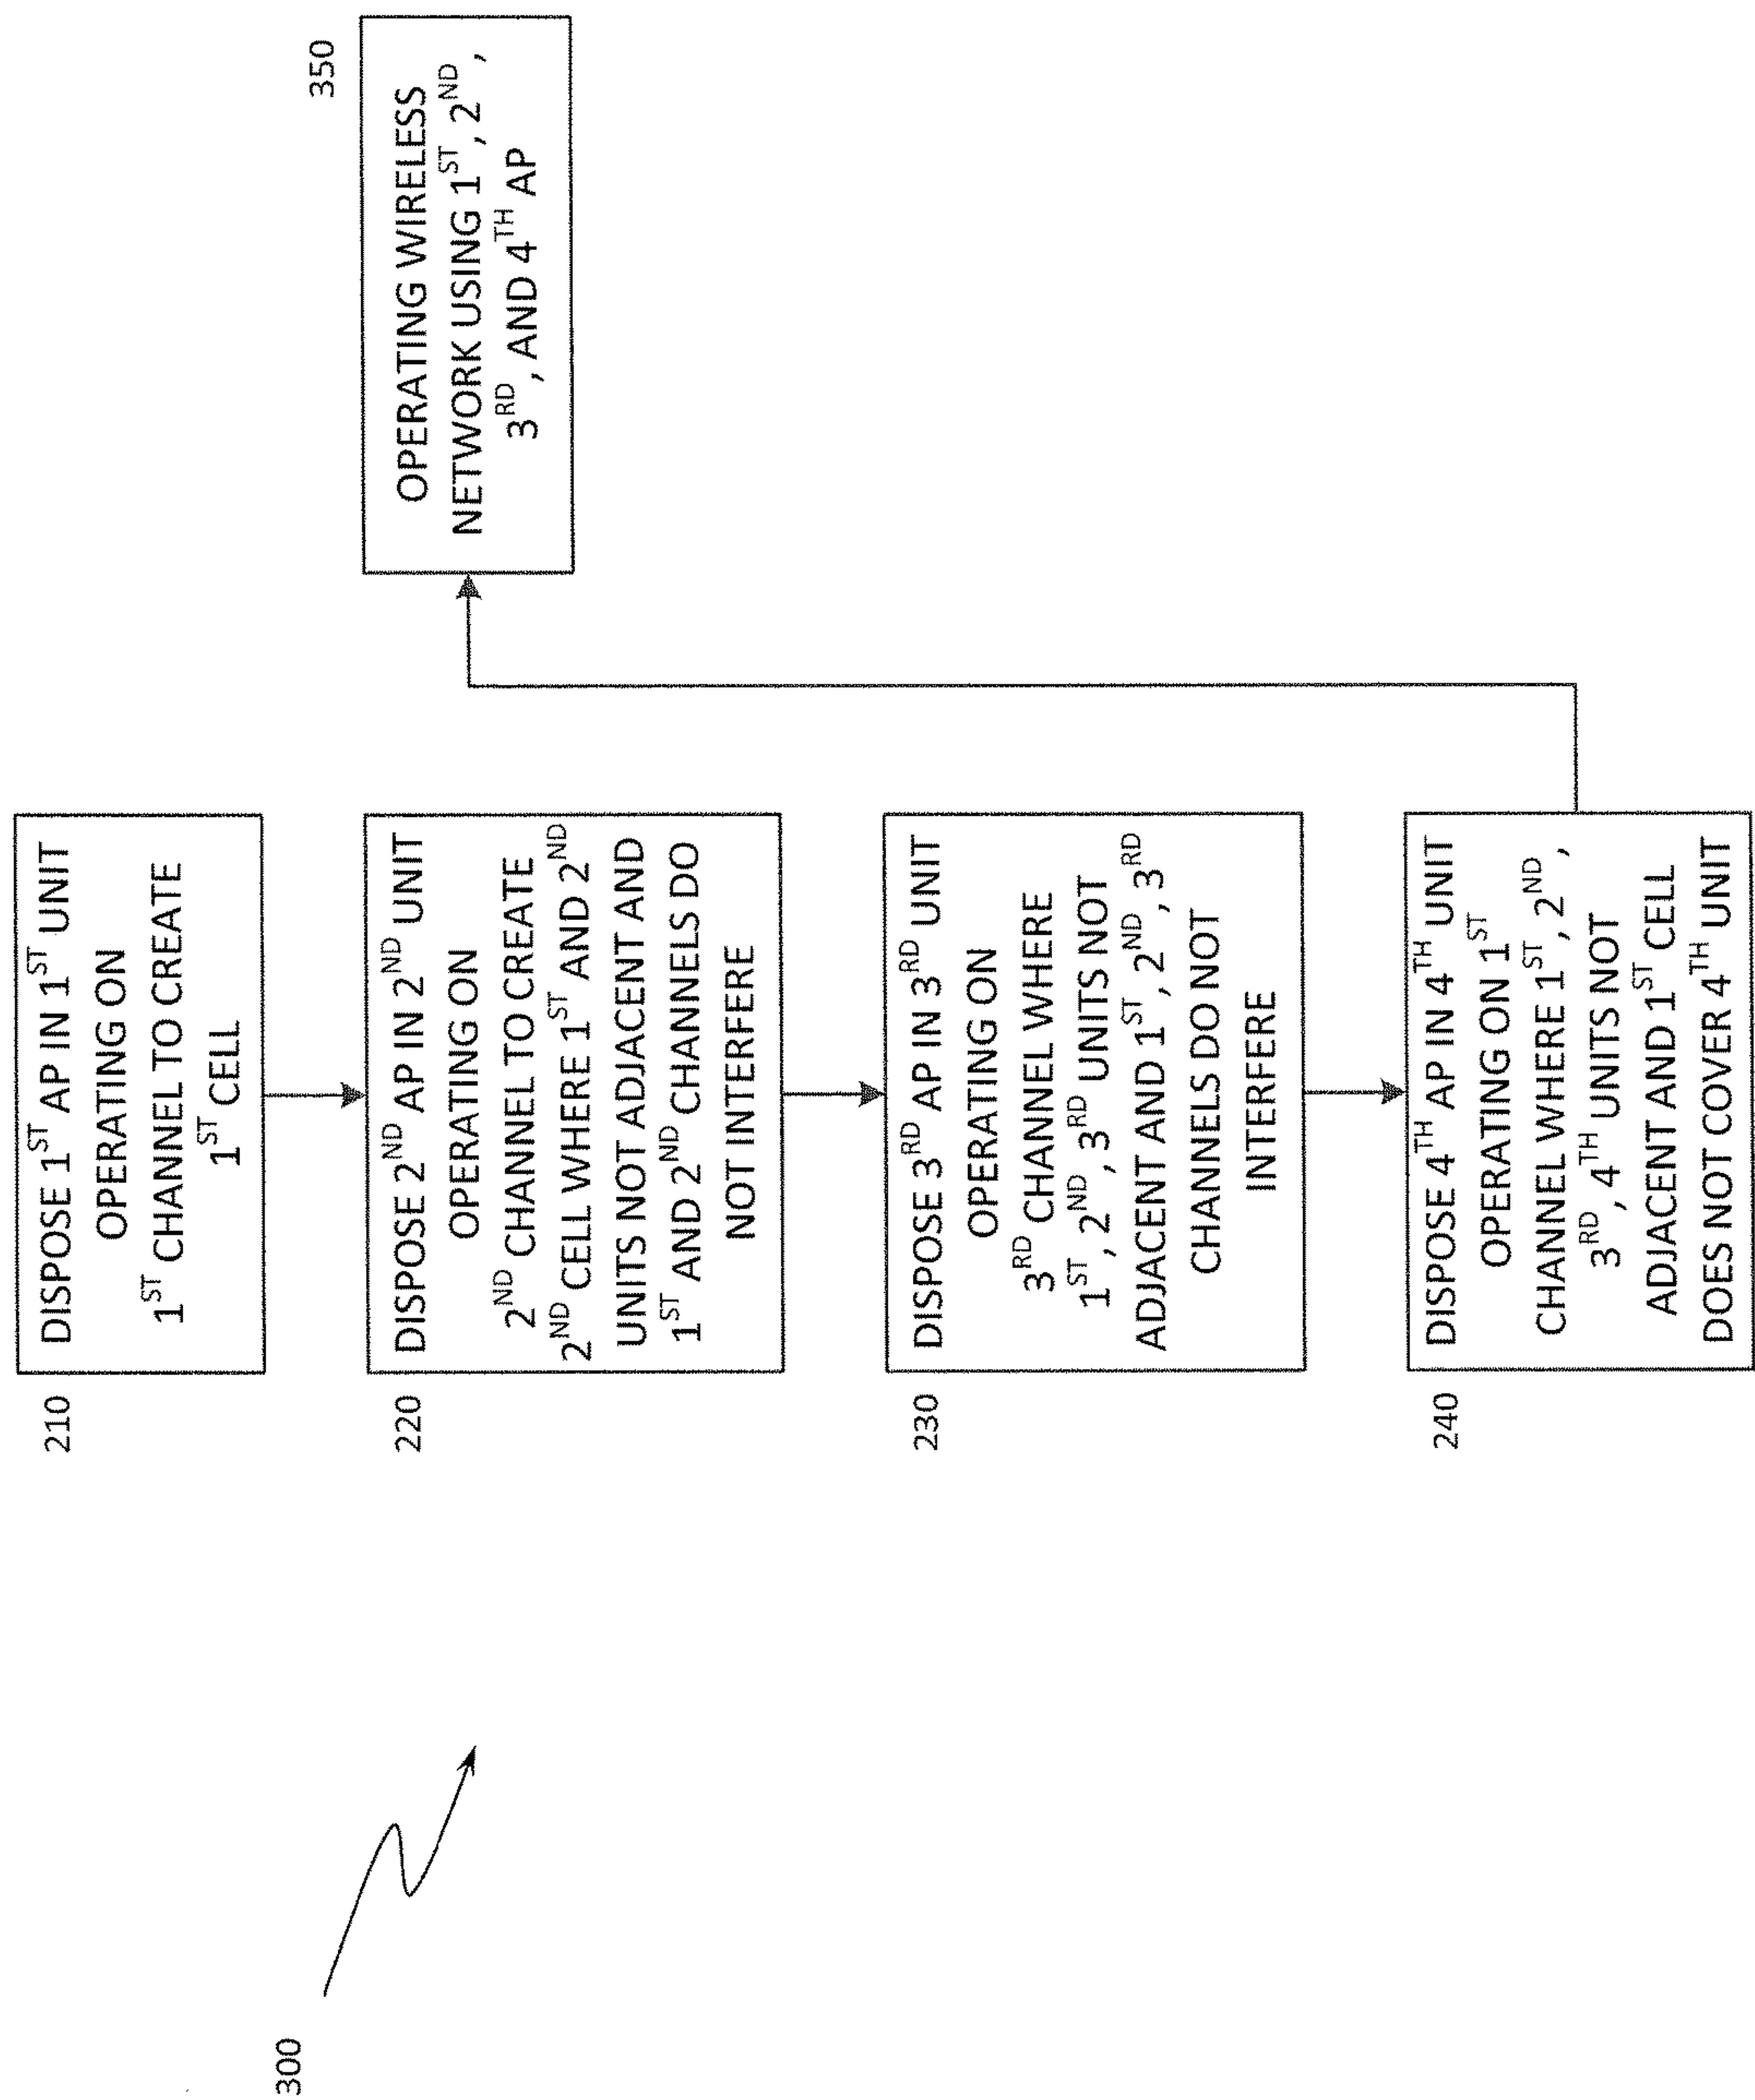 300
210
DISPOSE 1ST AP IN 1ST UNIT
OPERATING ON
1ST CHANNEL TO CREATE
1ST CELL
220
DISPOSE 2ND AP IN 2ND UNIT
OPERATING ON
2ND CHANNEL TO CREATE
2ND CELL WHERE 1ST AND 2ND
UNITS NOT ADJACENT AND
1ST AND 2ND CHANNELS DO
NOT INTERFERE
230
DISPOSE 3RD AP IN 3RD UNIT
OPERATING ON
3RD CHANNEL WHERE
1ST, 2ND, 3RD UNITS NOT
ADJACENT AND 1ST, 2ND, 3RD
CHANNELS DO NOT
INTERFERE
240
DISPOSE 4TH AP IN 4TH UNIT
OPERATING ON 1ST
CHANNEL WHERE 1ST, 2ND,
3RD, 4TH UNITS NOT
ADJACENT AND 1ST CELL
DOES NOT COVER 4TH UNIT
350
OPERATING WIRELESS
NETWORK USING 1ST, 2ND,
3RD, AND 4TH AP